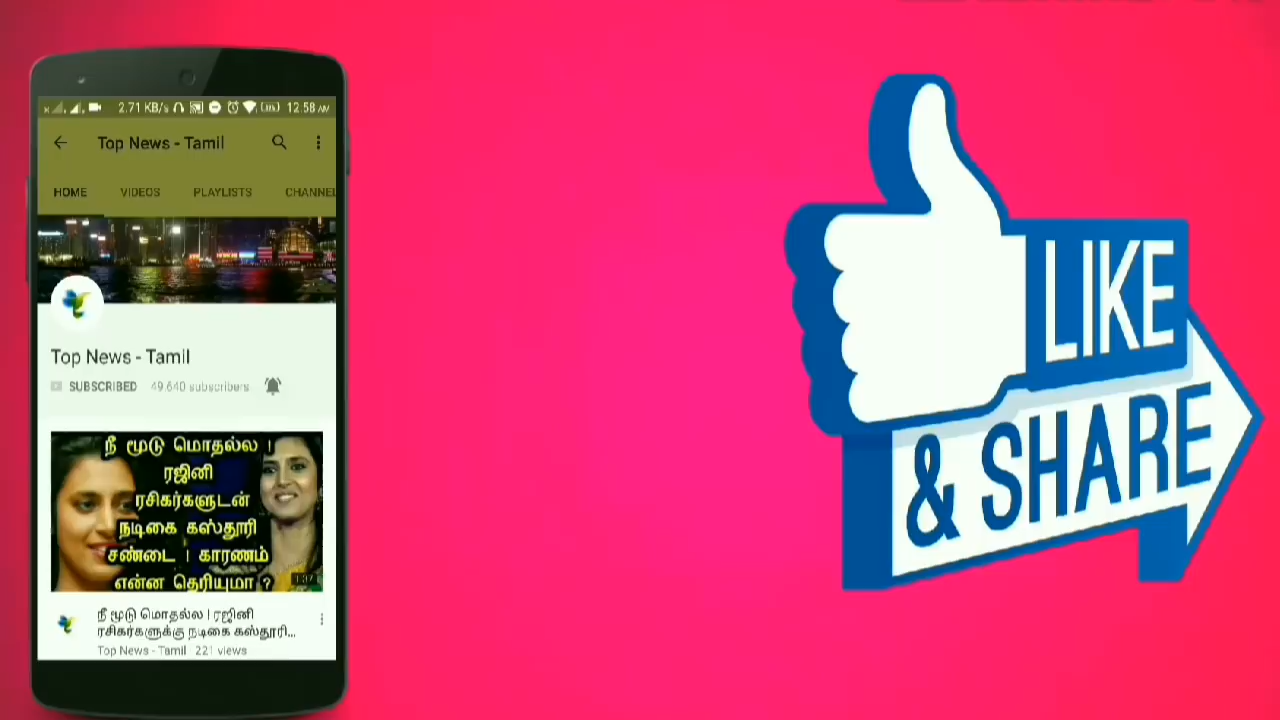 2.71 KB/s 12.58 AM
Top News - Tamil
HOME VIDEOS PLAYLISTS CHANNEL
Top News - Tamil
SUBSCRIBED 49,640 subscribers
நீ மூடு மொதல்ல !
ரஜினி
ரசிகர்களுடன்
நடிகை கஸ்தூரி
சண்டை ! காரணம்
என்ன தெரியுமா ?
நீ மூடு மொதல்ல | ரஜினி
ரசிகர்களுக்கு நடிகை கஸ்தூரி...
Top News - Tamil 221 views
LIKE
& SHARE